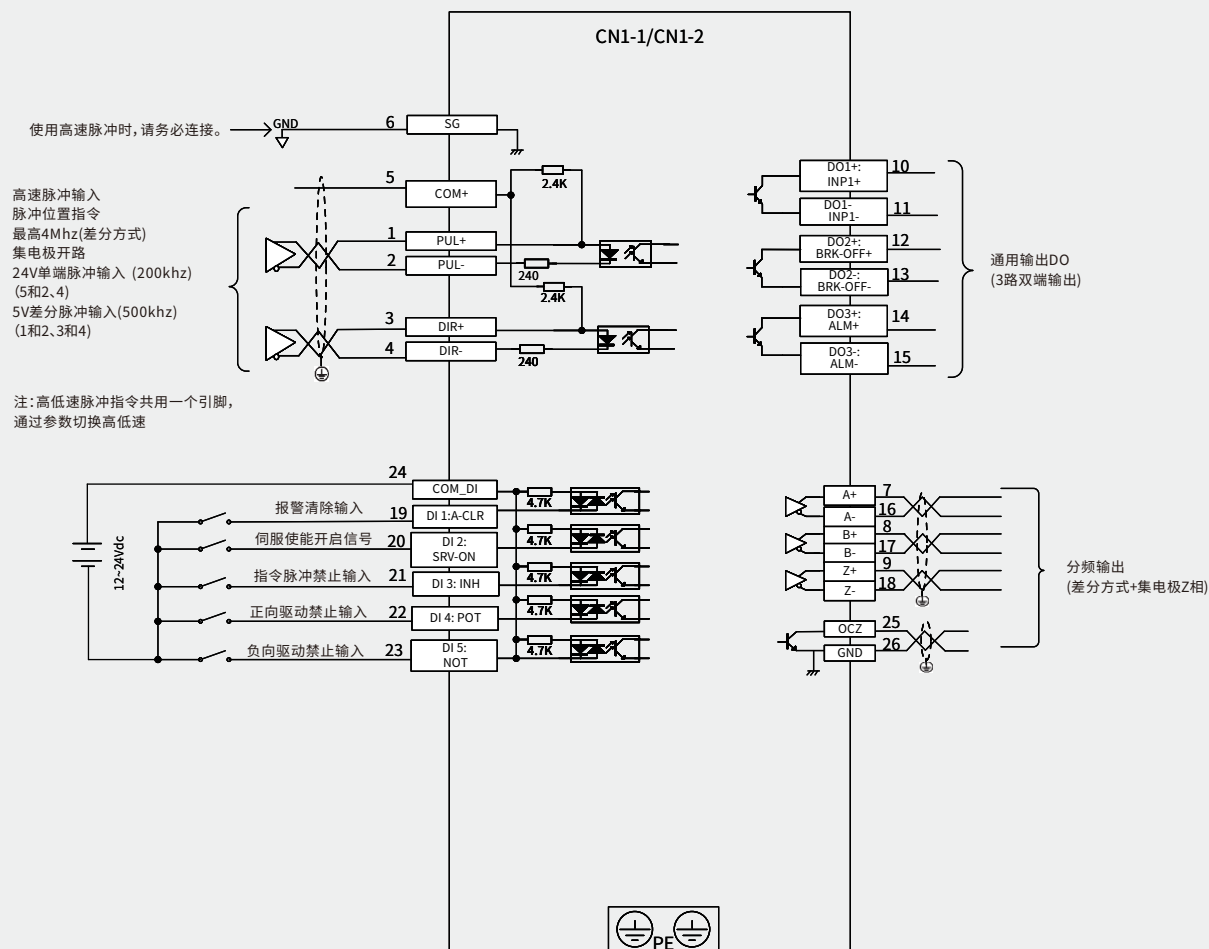 CN1-1/CN1-2
使用高速脉冲时,请务必连接。
GND
6
SG
5
COM+
2.4K
高速脉冲输入
脉冲位置指令
最高4Mhz(差分方式)
集电极开路
24V单端脉冲输入 (200khz)
(5和2、4)
5V差分脉冲输入(500khz)
(1和2、3和4)
1
PUL+
2
PUL-
240
2.4K
3
DIR+
4
DIR-
240
注:高低速脉冲指令共用一个引脚,
通过参数切换高低速
DO1+:
INP1+
10
DO1-
INP1-
11
DO2+:
BRK-OFF+
12
DO2-:
BRK-OFF-
13
DO3+:
ALM+
14
DO3-:
ALM-
15
通用输出DO
(3路双端输出)
24
COM_DI
4.7K
报警清除输入
19
DI 1:A-CLR
伺服使能开启信号
20
DI 2:
SRV-ON
4.7K
指令脉冲禁止输入
21
DI 3: INH
4.7K
正向驱动禁止输入
22
DI 4: POT
4.7K
负向驱动禁止输入
23
DI 5:
NOT
4.7K
12~24Vdc
A+
7
A-
16
B+
8
B-
17
Z+
9
Z-
18
OCZ
25
GND
26
分频输出
(差分方式+集电极Z相)
PE